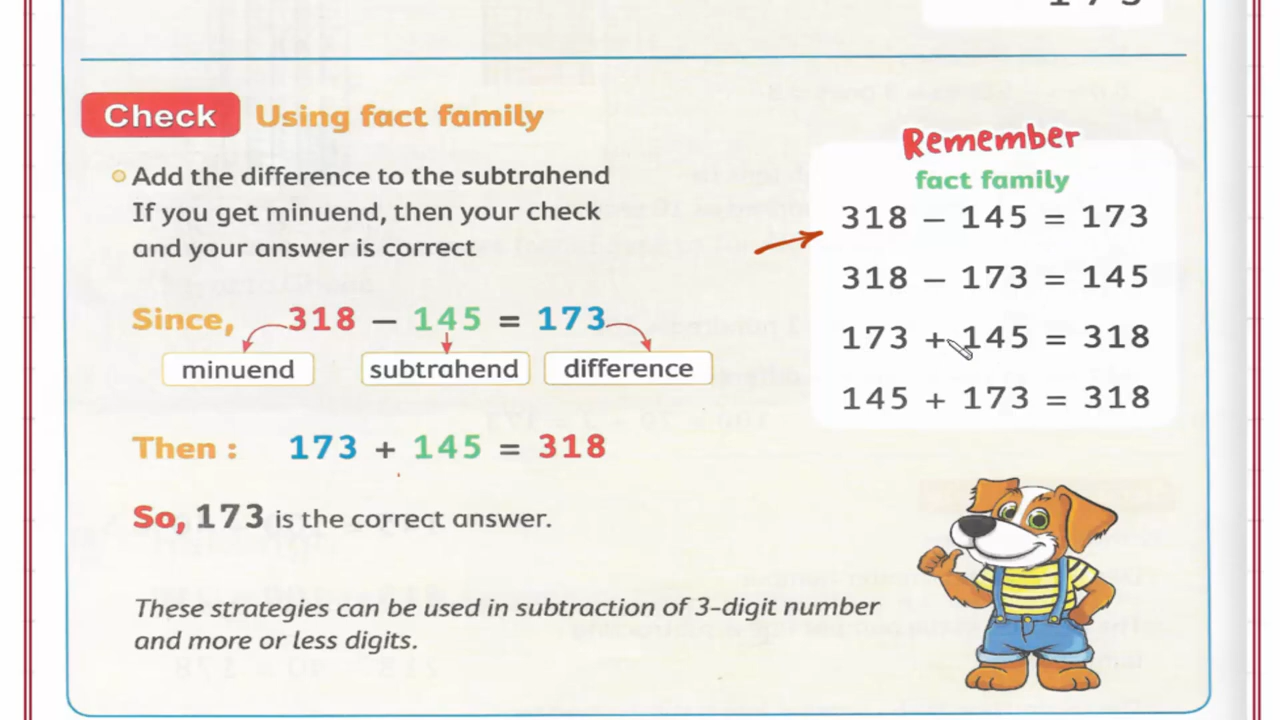 Check Using fact family
Add the difference to the subtrahend
If you get minuend, then your check
and your answer is correct
Since, 318 – 145 = 173
minuend subtrahend difference
Then : 173 + 145 = 318
So, 173 is the correct answer.
These strategies can be used in subtraction of 3-digit number
and more or less digits.
Remember
fact family
318 – 145 = 173
318 – 173 = 145
173 + 145 = 318
145 + 173 = 318